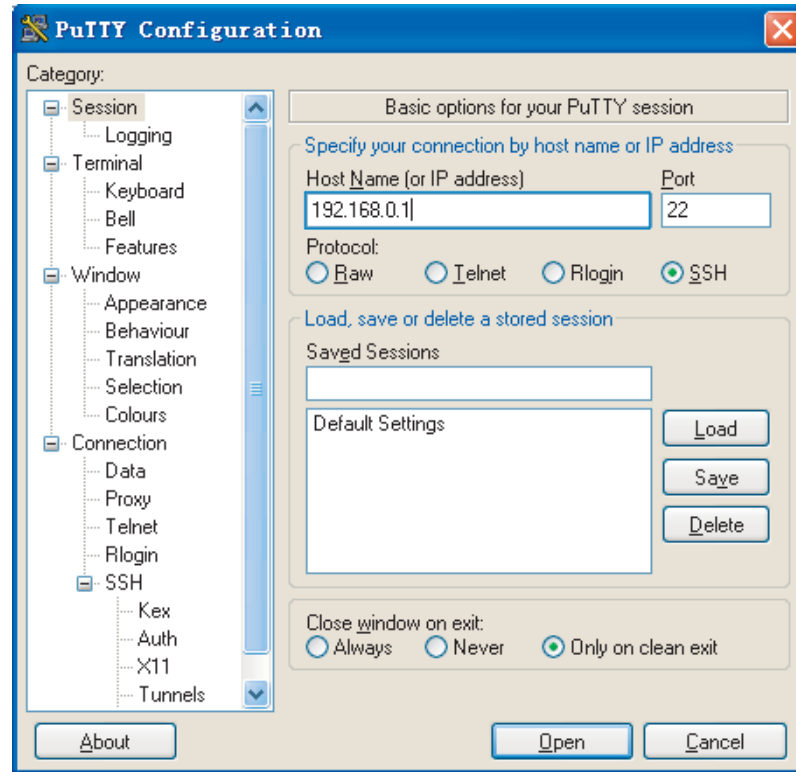 PuTTY Configuration
Category:
Session
Logging
Terminal
Keyboard
Bell
Features
Window
Appearance
Behaviour
Translation
Selection
Colours
Connection
Data
Proxy
Telnet
Rlogin
SSH
Kex
Auth
X11
Tunnels
Basic options for your PuTTY session
Specify your connection by host name or IP address
Host Name (or IP address) Port
192.168.0.1 22
Protocol:
Raw Telnet Rlogin SSH
Load, save or delete a stored session
Saved Sessions
Default Settings
Load
Save
Delete
Close window on exit:
Always Never Only on clean exit
About Open Cancel